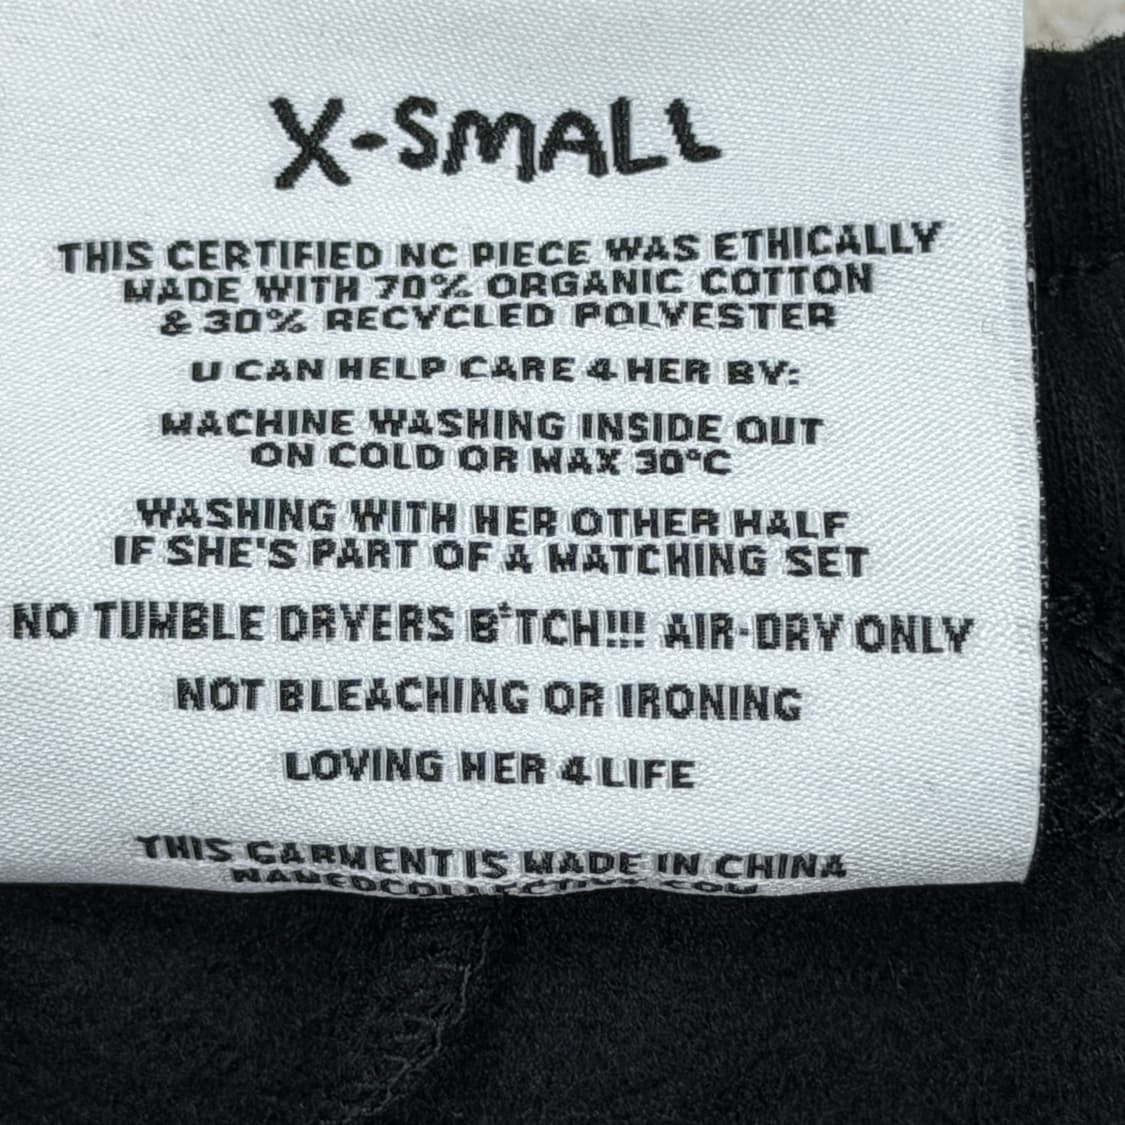 X-SMALL
THIS CERTIFIED NC PIECE WAS ETHICALLY
MADE WITH 70% ORGANIC COTTON
& 30% RECYCLED POLYESTER
U CAN HELP CARE 4 HER BY:
MACHINE WASHING INSIDE OUT
ON COLD OR MAX 30°C
WASHING WITH HER OTHER HALF
IF SHE'S PART OF A MATCHING SET
NO TUMBLE DRYERS B*TCH!!! AIR-DRY ONLY
NOT BLEACHING OR IRONING
LOVING HER 4 LIFE
THIS GARMENT IS MADE IN CHINA
NAMEDCOLLECTIVE.COM